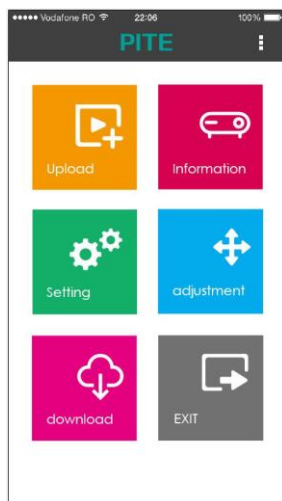 Vodafone RO 22:06 100%
PITE
Upload Information
Setting adjustment
download EXIT